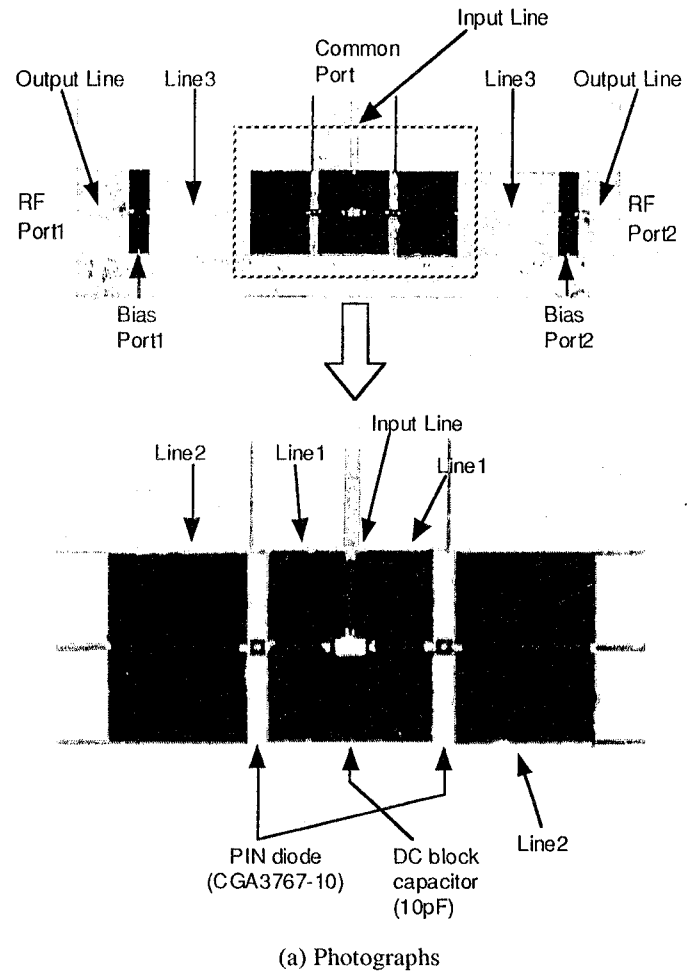 Input Line
Common
Port
Output Line
Line3
Line3
Output Line
RF
Port1
RF
Port2
Bias
Port1
Bias
Port2
Line2
Line1
Input Line
Line1
PIN diode
(CGA3767-10)
DC block
capacitor
(10pF)
Line2
(a) Photographs